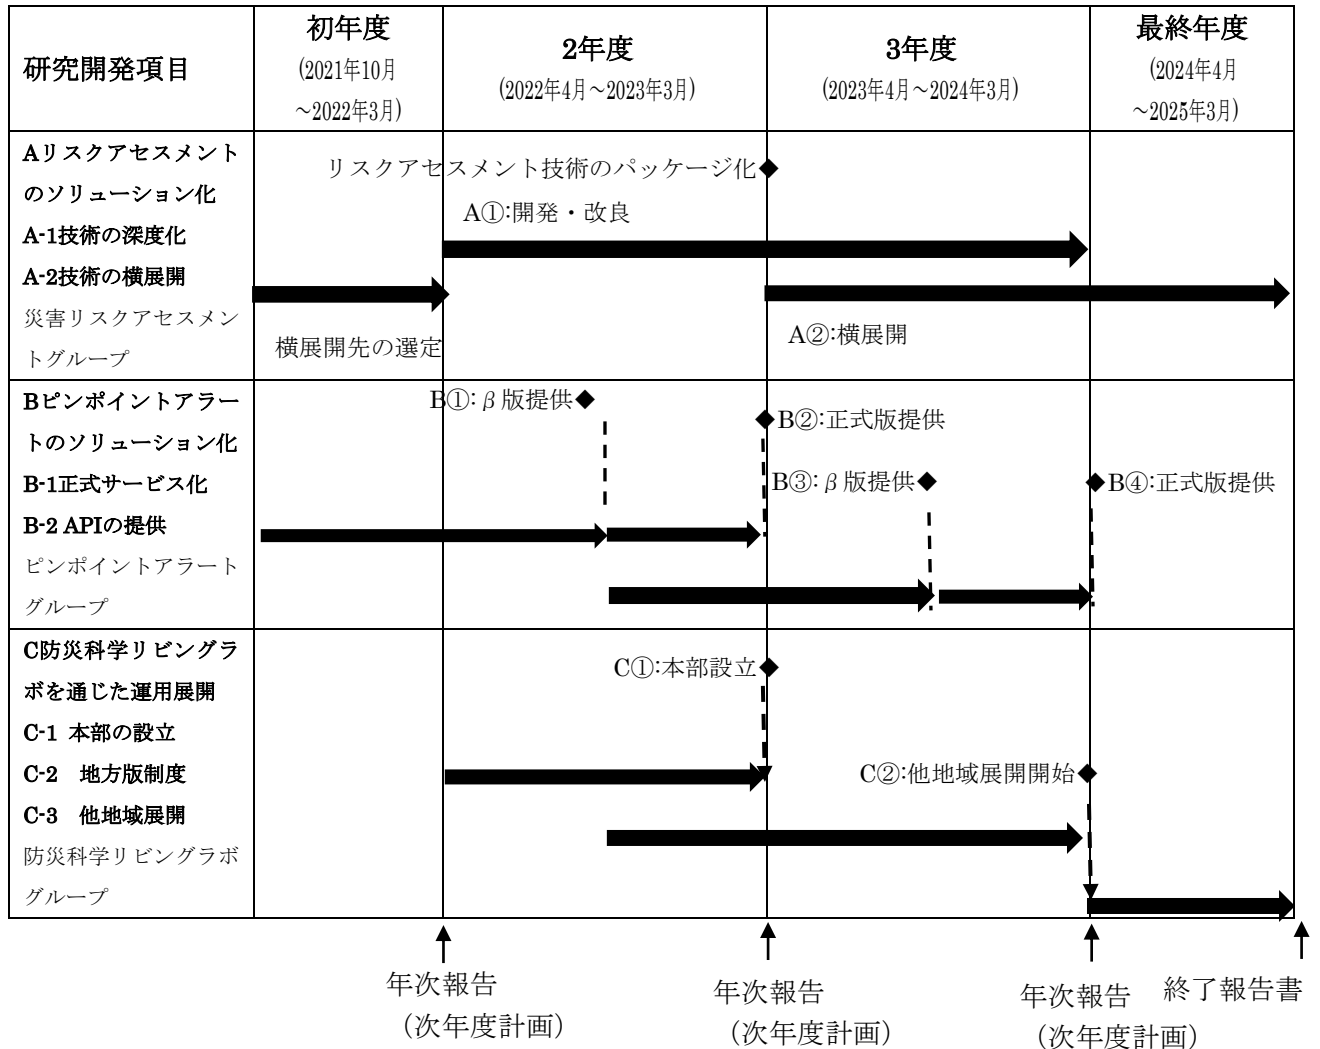 研究開発項目
初年度
(2021年10月
～2022年3月)
2年度
(2022年4月～2023年3月)
3年度
(2023年4月～2024年3月)
最終年度
(2024年4月
～2025年3月)
Aリスクアセスメント
のソリューション化
A-1技術の深度化
A-2技術の横展開
災害リスクアセスメン
トグループ
リスクアセスメント技術のパッケージ化◆
A①:開発・改良
横展開先の選定
A②:横展開
Bピンポイントアラー
トのソリューション化
B-1正式サービス化
B-2 APIの提供
ピンポイントアラート
グループ
B①:β版提供◆
◆B②:正式版提供
B③:β版提供◆
◆B④:正式版提供
C防災科学リビングラ
ボを通じた運用展開
C-1 本部の設立
C-2　地方版制度
C-3　他地域展開
防災科学リビングラボ
グループ
C①:本部設立◆
C②:他地域展開開始◆
年次報告
（次年度計画）
年次報告
（次年度計画）
年次報告
（次年度計画）
終了報告書